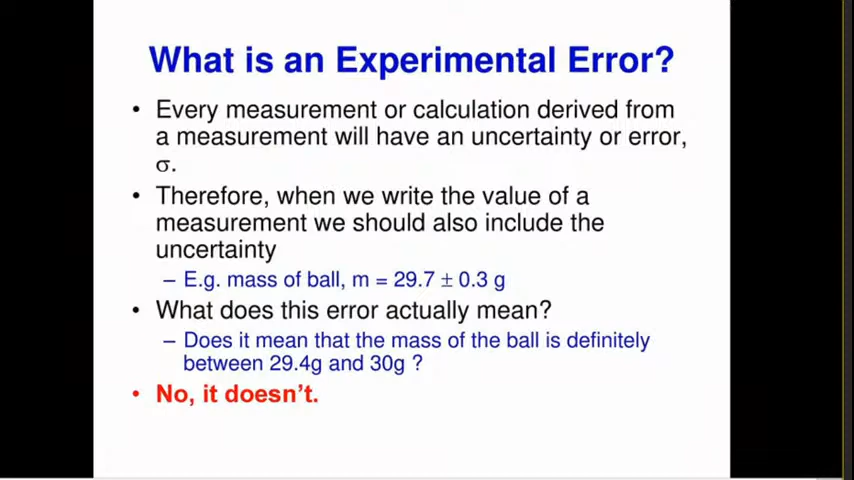 What is an Experimental Error?
• Every measurement or calculation derived from
a measurement will have an uncertainty or error,
σ.
• Therefore, when we write the value of a
measurement we should also include the
uncertainty
– E.g. mass of ball, m = 29.7 ± 0.3 g
• What does this error actually mean?
– Does it mean that the mass of the ball is definitely
between 29.4g and 30g ?
• No, it doesn’t.